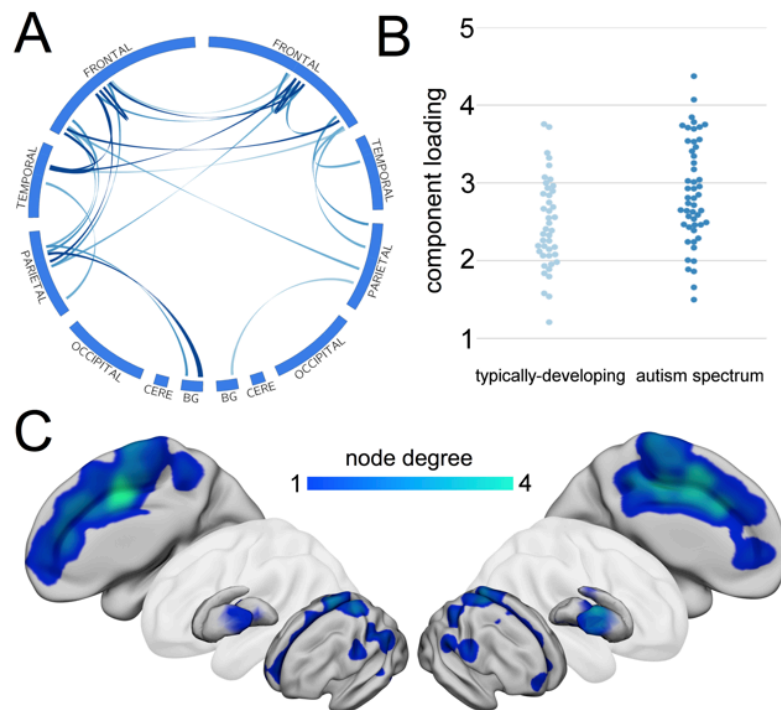 A
FRONTAL
FRONTAL
TEMPORAL
TEMPORAL
PARIETAL
PARIETAL
OCCIPITAL
OCCIPITAL
CERE
BG
BG
CERE
B
component loading
5
4
3
2
1
typically-developing
autism spectrum
C
node degree
1
4